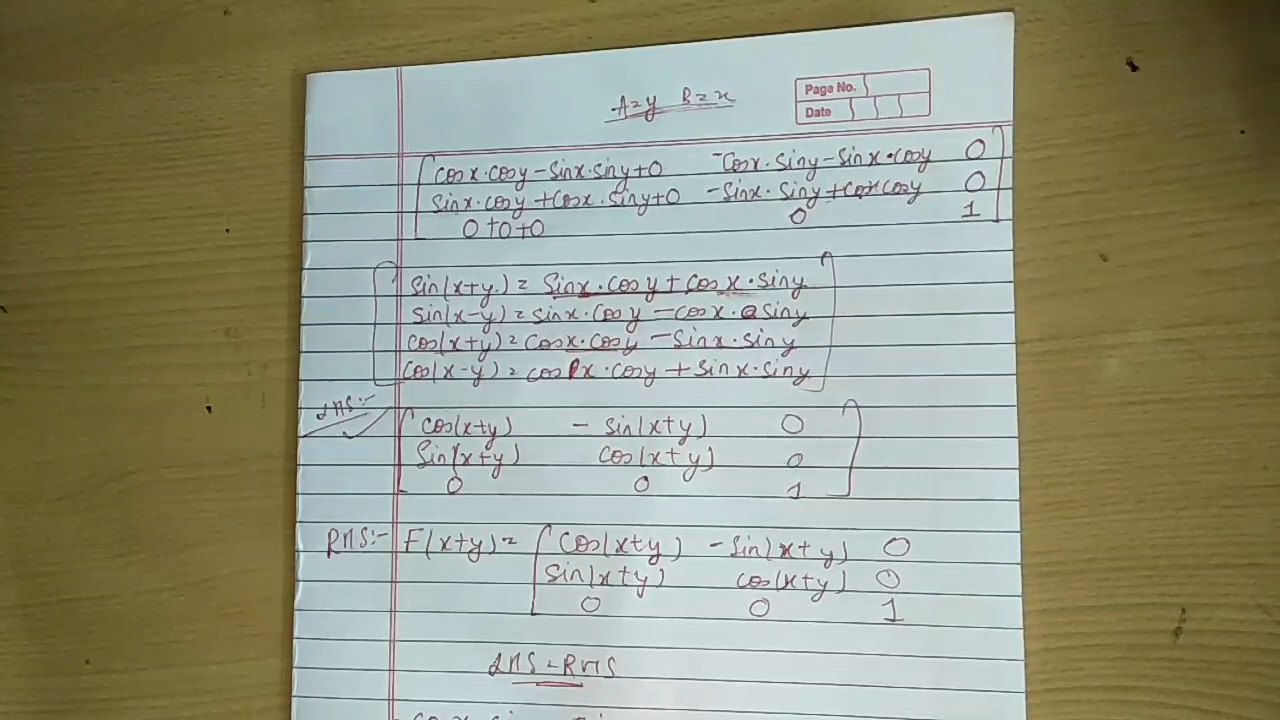 A=y B=x
Page No.
Date
cosx·cosy-sinx·siny+0 -cosx·siny-sinx·cosy 0
sinx·cosy+cosx·siny+0 -sinx·siny+cosxcosy 0
0+0+0 0 1
sin(x+y)= sinx·cosy+cosx·siny
sin(x-y)=sinx·cosy-cosx·siny
cos(x+y)=cosx·cosy-sinx·siny
cos(x-y)=cosx·cosy+sinx·siny
LHS:-
cos(x+y) - sin(x+y) 0
sin(x+y) cos(x+y) 0
0 0 1
RHS:- F(x+y)= cos(x+y) -sin(x+y) 0
sin(x+y) cos(x+y) 0
0 0 1
LHS=RHS